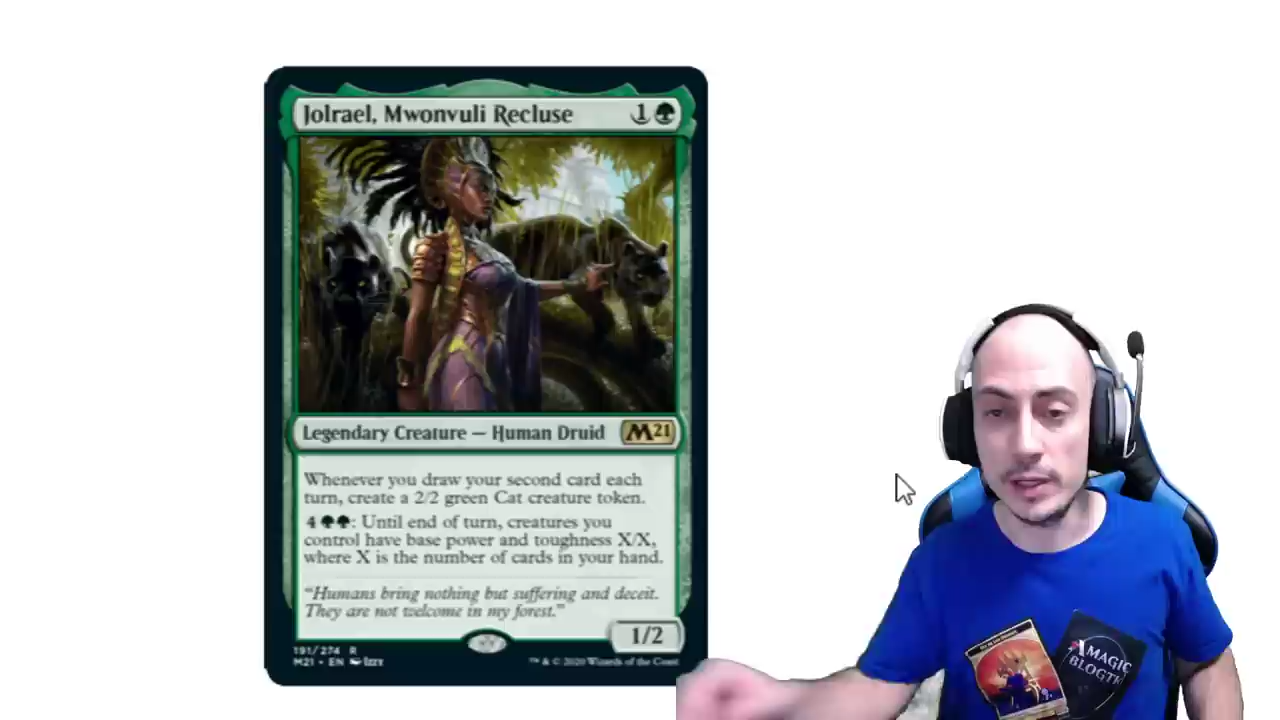 Jolrael, Mwonvuli Recluse 1
Legendary Creature — Human Druid M21
Whenever you draw your second card each
turn, create a 2/2 green Cat creature token.
4 : Until end of turn, creatures you
control have base power and toughness X/X,
where X is the number of cards in your hand.
"Humans bring nothing but suffering and deceit.
They are not welcome in my forest."
1/2
191/274 R
M21 • EN Izzy
™ & © 2020 Wizards of the Coast
MAGIC
BLOGTV